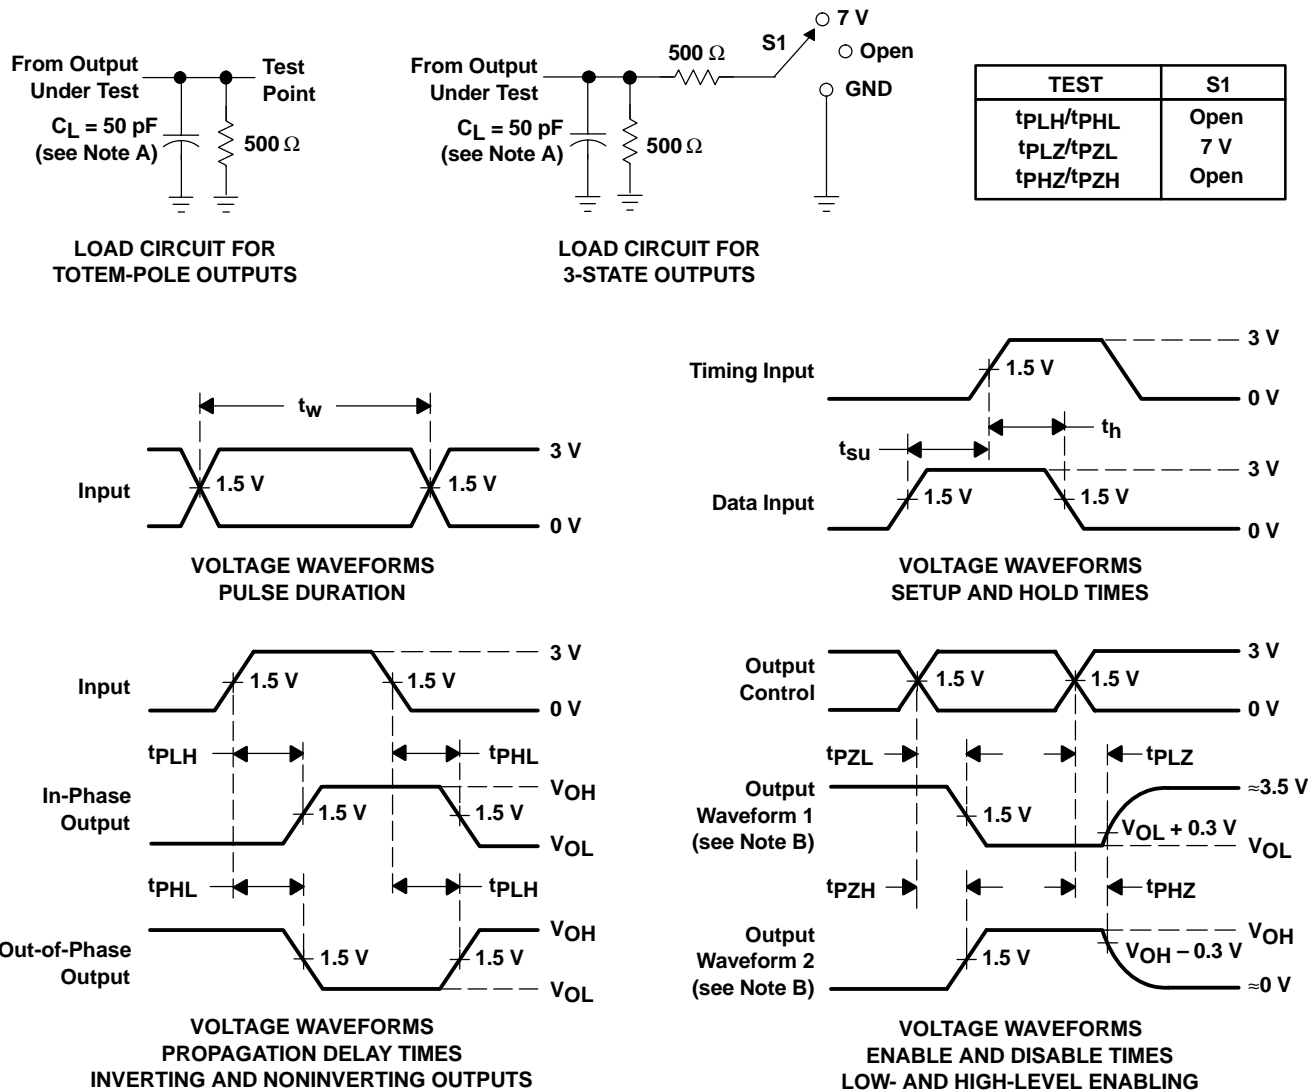 From Output
Under Test
Test
Point
CL = 50 pF
(see Note A)
500 Ω
LOAD CIRCUIT FOR
TOTEM-POLE OUTPUTS
From Output
Under Test
CL = 50 pF
(see Note A)
500 Ω
500 Ω
S1
7 V
Open
GND
LOAD CIRCUIT FOR
3-STATE OUTPUTS
TEST S1
tPLH/tPHL Open
tPLZ/tPZL 7 V
tPHZ/tPZH Open
tw
Input
1.5 V 1.5 V
3 V
0 V
VOLTAGE WAVEFORMS
PULSE DURATION
Timing Input
1.5 V
3 V
0 V
tsu
th
Data Input
1.5 V 1.5 V
3 V
0 V
VOLTAGE WAVEFORMS
SETUP AND HOLD TIMES
Input
1.5 V 1.5 V
3 V
0 V
tPLH tPHL
In-Phase
Output
1.5 V 1.5 V
VOH
VOL
tPHL tPLH
Out-of-Phase
Output
1.5 V 1.5 V
VOH
VOL
VOLTAGE WAVEFORMS
PROPAGATION DELAY TIMES
INVERTING AND NONINVERTING OUTPUTS
Output
Control
1.5 V 1.5 V
3 V
0 V
tPZL tPLZ
Output
Waveform 1
(see Note B)
1.5 V
VOL + 0.3 V
≈3.5 V
VOL
tPZH tPHZ
Output
Waveform 2
(see Note B)
1.5 V
VOH − 0.3 V
VOH
≈0 V
VOLTAGE WAVEFORMS
ENABLE AND DISABLE TIMES
LOW- AND HIGH-LEVEL ENABLING